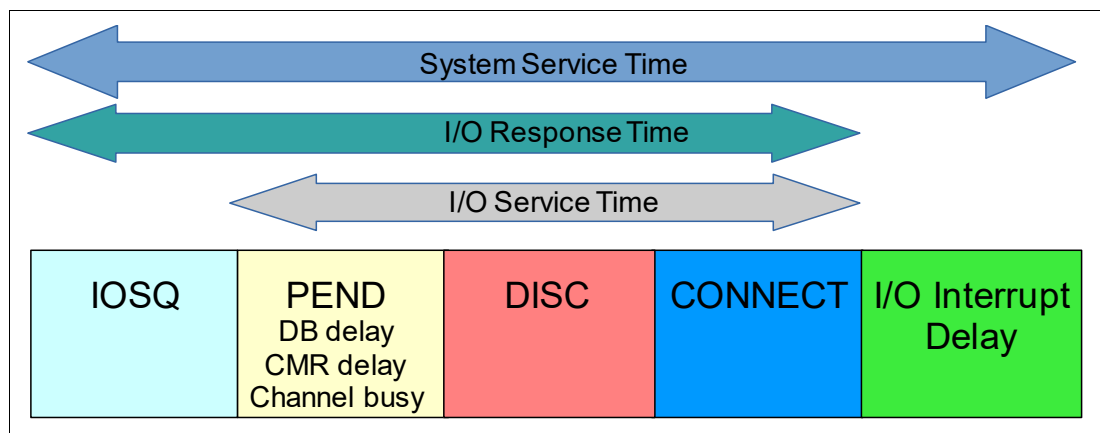 System Service Time
I/O Response Time
I/O Service Time
IOSQ
PEND
DB delay
CMR delay
Channel busy
DISC
CONNECT
I/O Interrupt
Delay